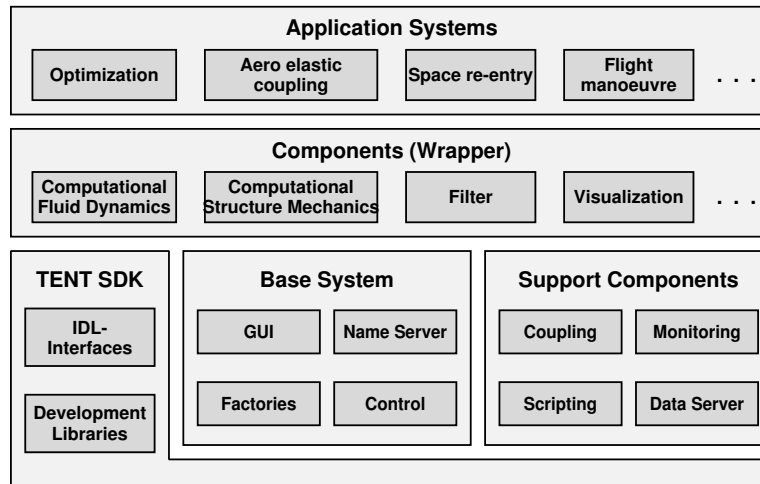 Application Systems
Optimization
Aero elastic
coupling
Space re-entry
Flight
manoeuvre
. . .
Components (Wrapper)
Computational
Fluid Dynamics
Computational
Structure Mechanics
Filter
Visualization
. . .
TENT SDK
IDL-
Interfaces
Development
Libraries
Base System
GUI
Name Server
Factories
Control
Support Components
Coupling
Monitoring
Scripting
Data Server